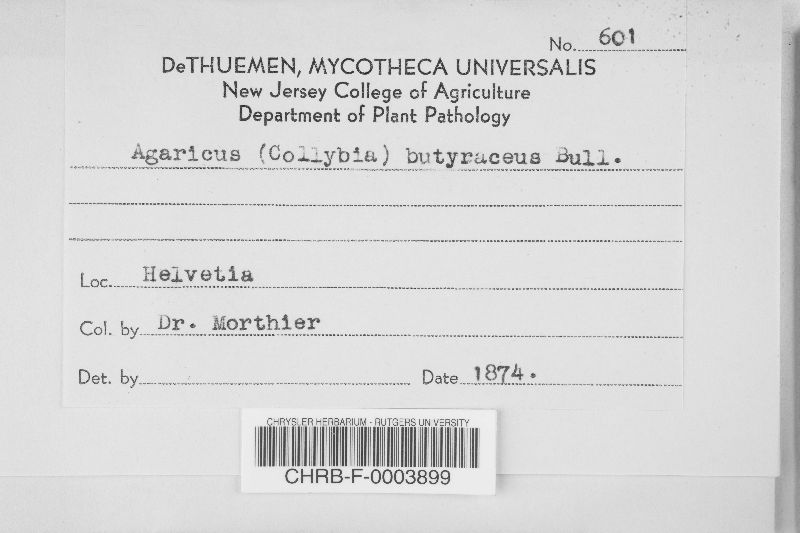 No. 601
DeTHUEMEN, MYCOTHECA UNIVERSALIS
New Jersey College of Agriculture
Department of Plant Pathology
Agaricus (Collybia) butyraceus Bull.
Loc. Helvetia
Col. by Dr. Morthier
Det. by Date 1874.
CHRYSLER HERBARIUM - RUTGERS UNIVERSITY
CHRB-F-0003899